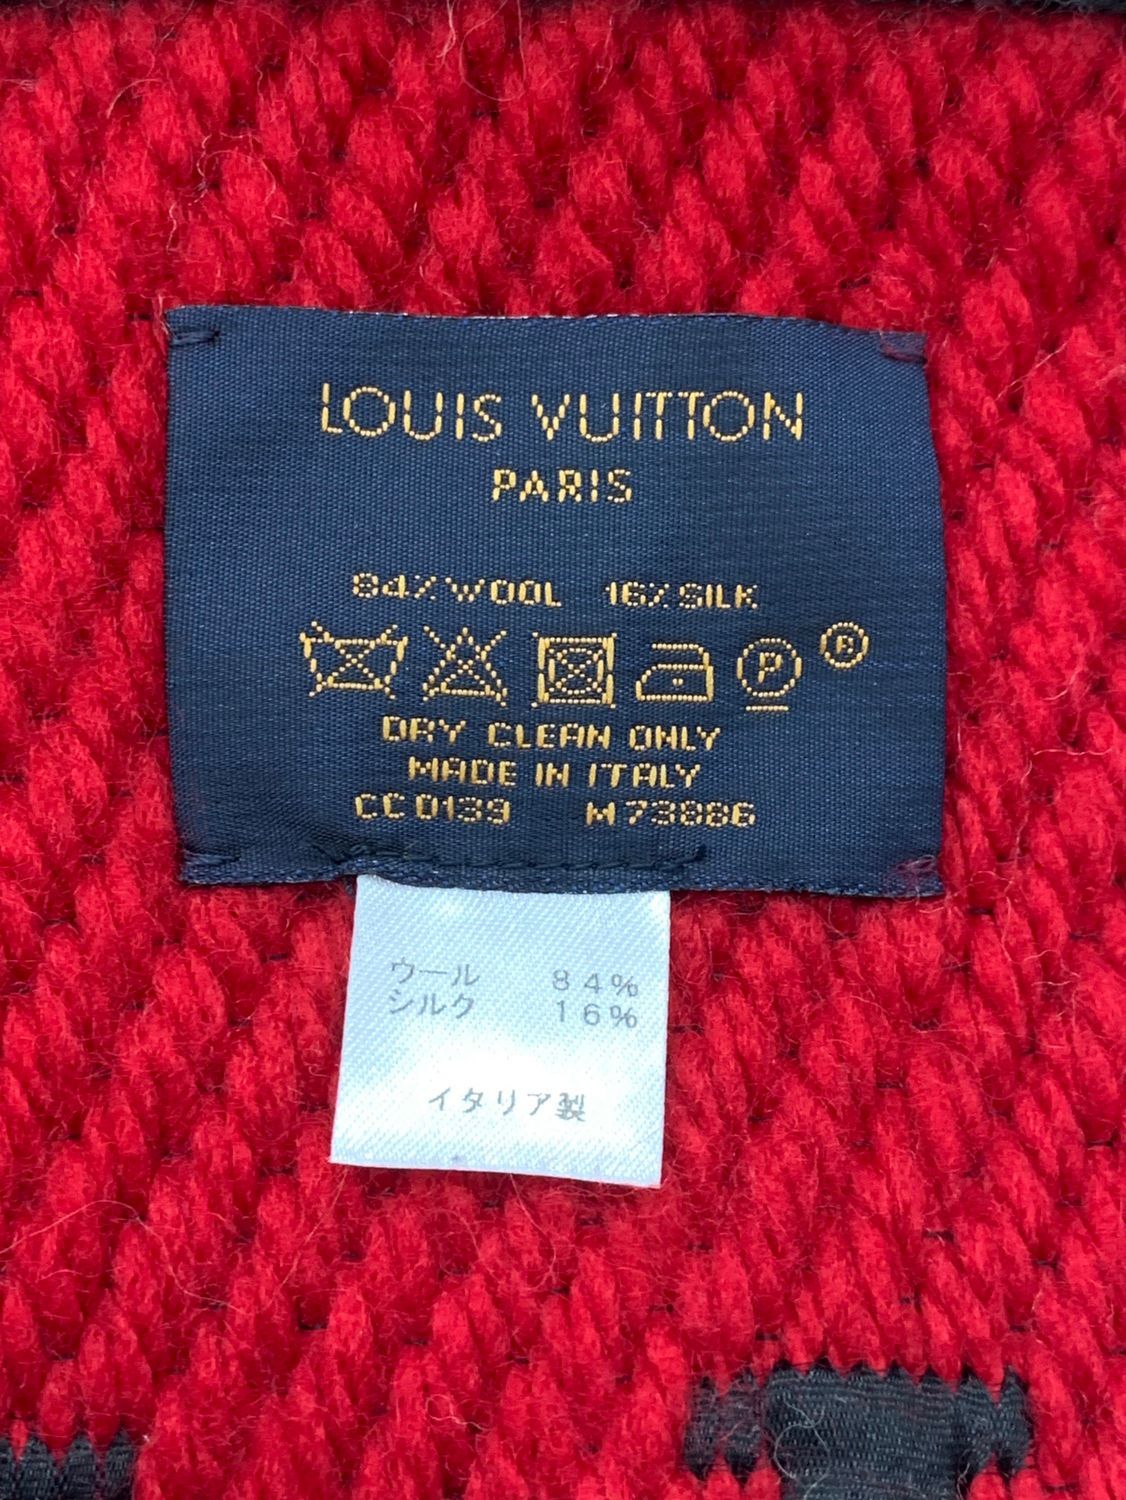 LOUIS VUITTON
PARIS
84% WOOL 16% SILK
P ®
DRY CLEAN ONLY
MADE IN ITALY
CC0139 M73886
ウール 84%
シルク 16%
イタリア製